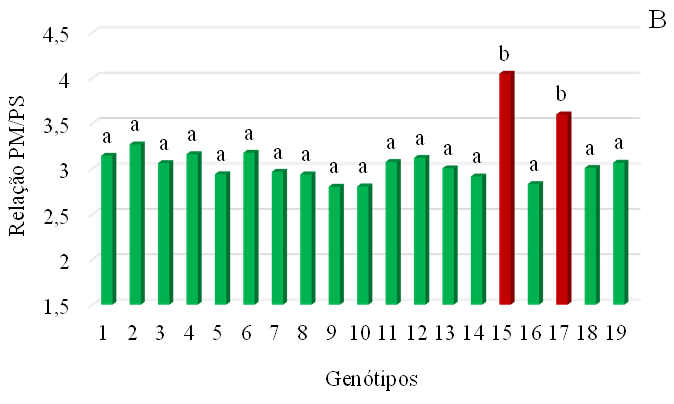 B
4,5
4
3,5
3
2,5
2
1,5
Relação PM/PS
a a a a a a a a a a a a a a b a b a a
1 2 3 4 5 6 7 8 9 10 11 12 13 14 15 16 17 18 19
Genótipos